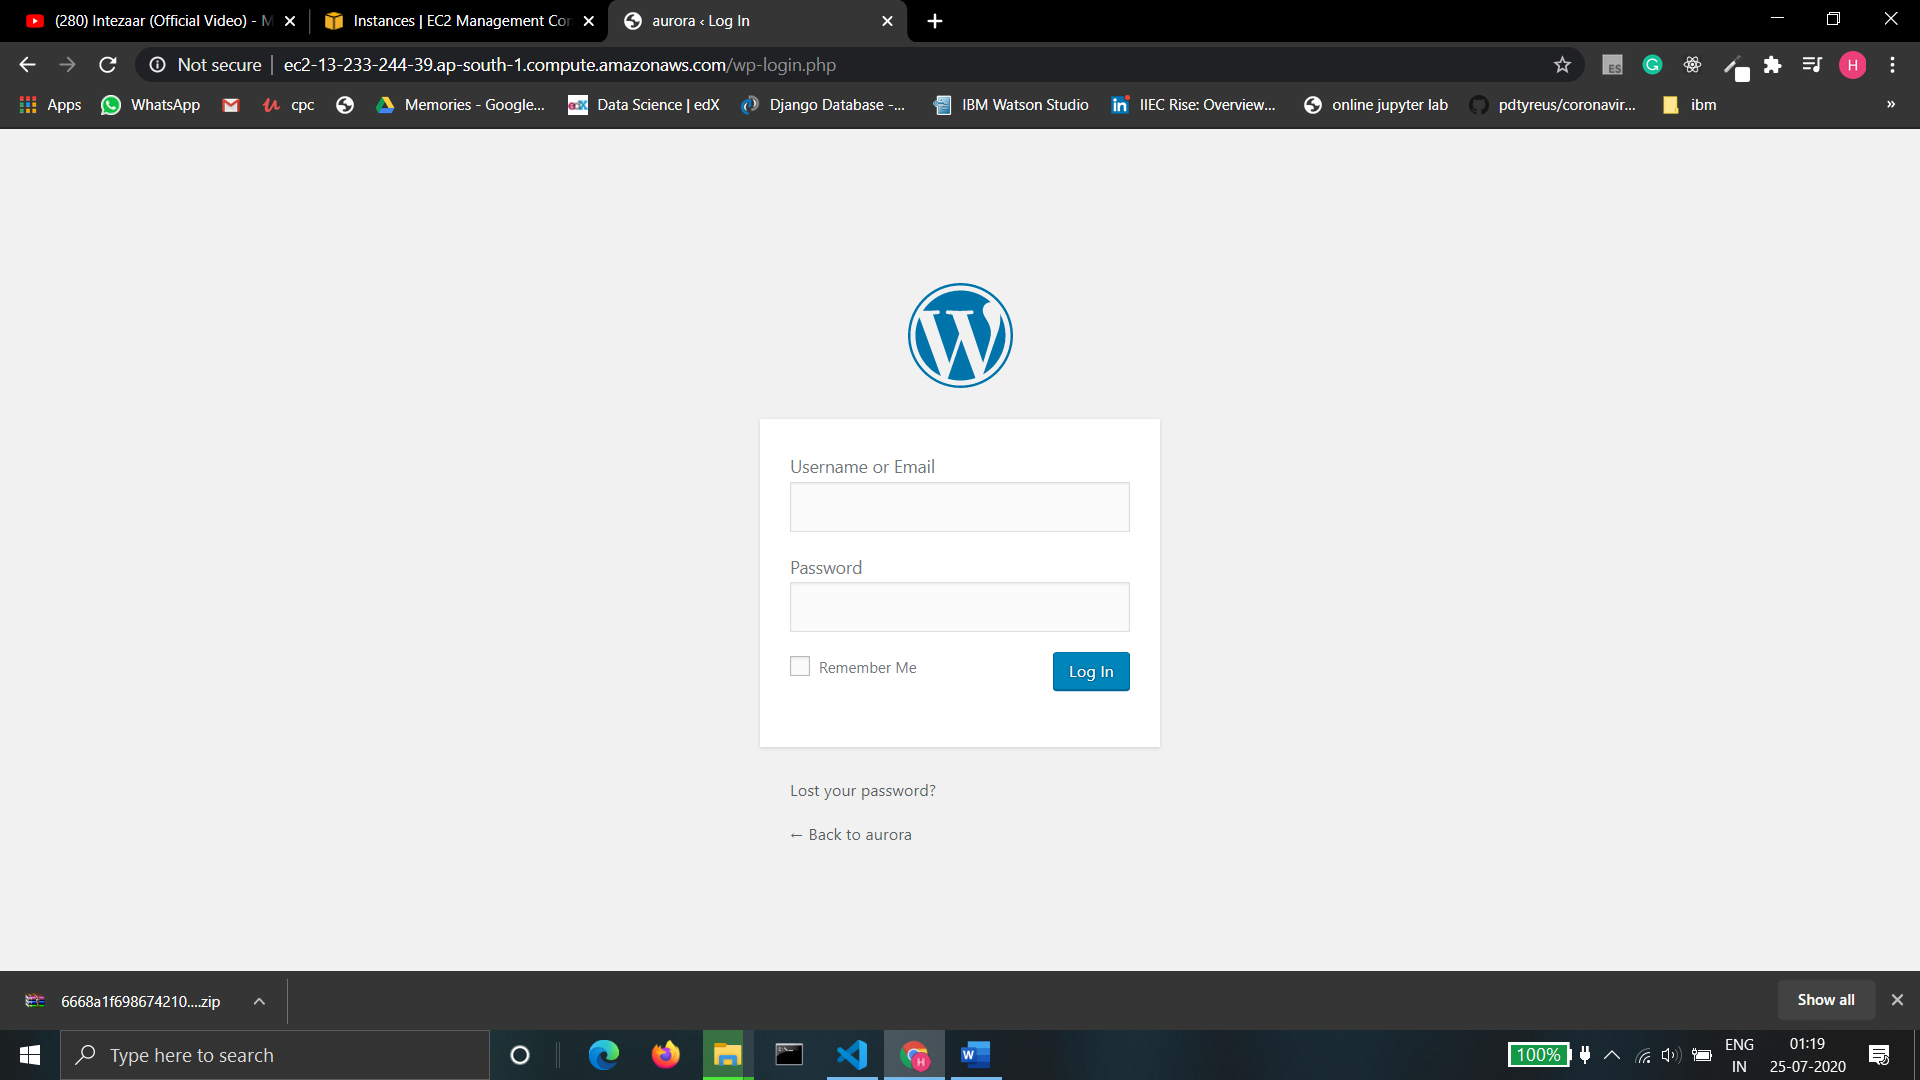 (280) Intezaar (Official Video) - M
Instances | EC2 Management Con
aurora ‹ Log In
Not secure | ec2-13-233-244-39.ap-south-1.compute.amazonaws.com/wp-login.php
ES
G
H
Apps
WhatsApp
cpc
Memories - Google...
edX
Data Science | edX
Django Database -...
IBM Watson Studio
in
IIEC Rise: Overview...
online jupyter lab
pdtyreus/coronavir...
ibm
»
W
Username or Email
Password
Remember Me
Log In
Lost your password?
← Back to aurora
6668a1f698674210....zip
Show all
Type here to search
H
W
100%
ENG
IN
01:19
25-07-2020